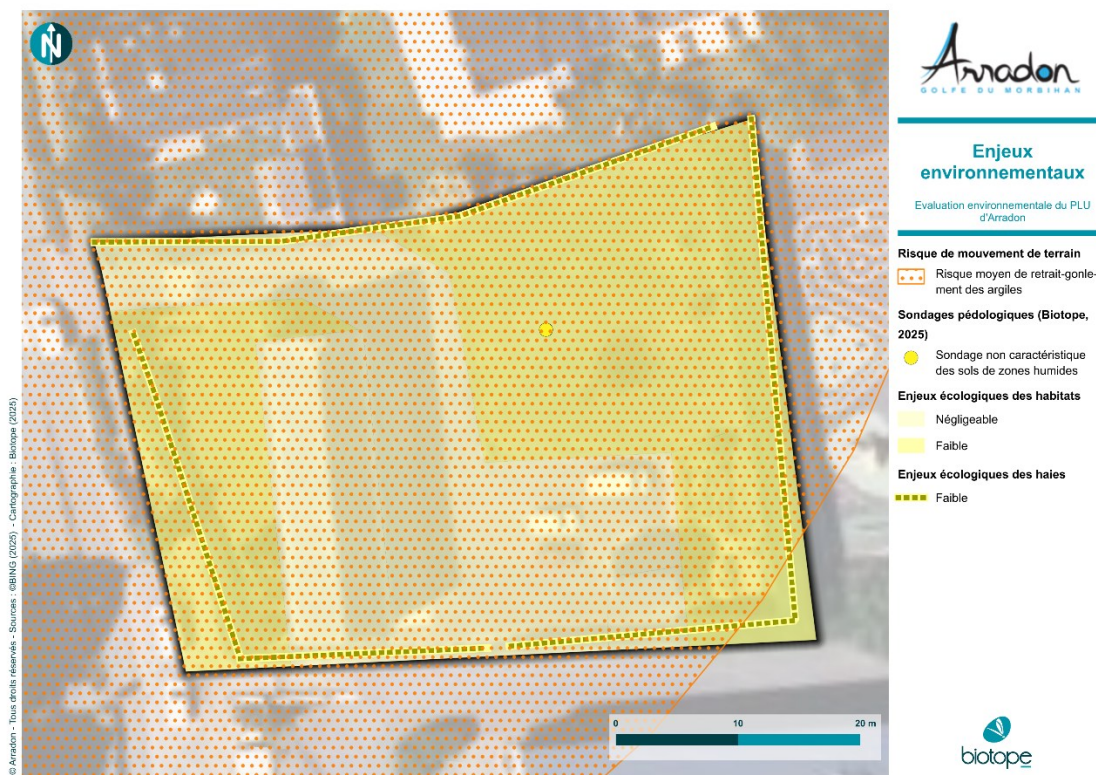 N
Arradon
GOLFE DU MORBIHAN
Enjeux
environnementaux
Evaluation environnementale du PLU
d'Arradon
Risque de mouvement de terrain
Risque moyen de retrait-gonfle-
ment des argiles
Sondages pédologiques (Biotope,
2025)
Sondage non caractéristique
des sols de zones humides
Enjeux écologiques des habitats
Négligeable
Faible
Enjeux écologiques des haies
Faible
0 10 20 m
biotope
© Arradon - Tous droits réservés - Sources : ©BING (2025) - Cartographie : Biotope (2025)